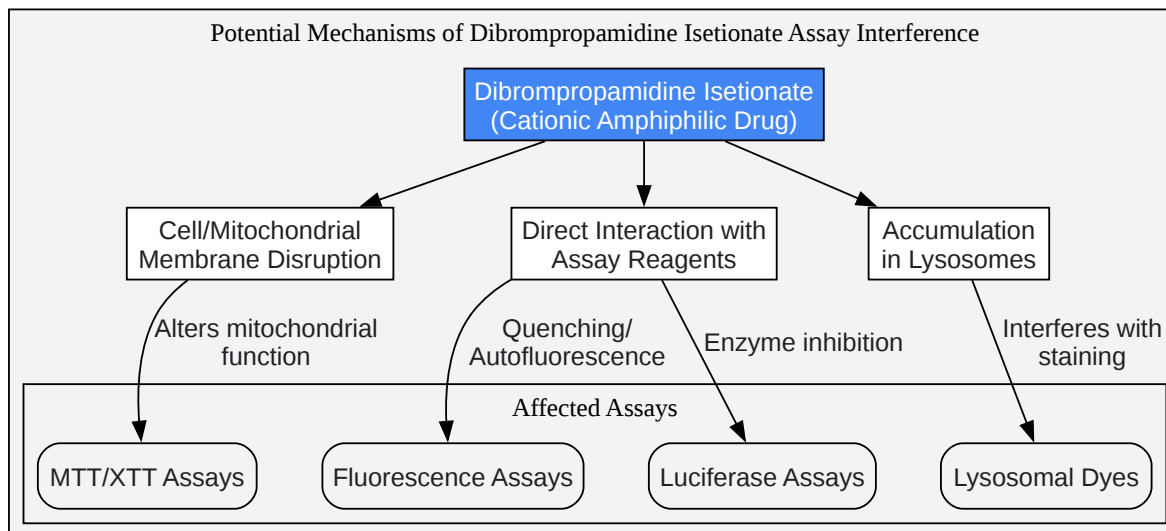 Potential Mechanisms of Dibrompropamidine Isetionate Assay Interference
Dibrompropamidine Isetionate
(Cationic Amphiphilic Drug)
Cell/Mitochondrial
Membrane Disruption
Direct Interaction with
Assay Reagents
Accumulation
in Lysosomes
Alters mitochondrial
function
Quenching/
Autofluorescence
Enzyme inhibition
Interferes with
staining
Affected Assays
MTT/XTT Assays
Fluorescence Assays
Luciferase Assays
Lysosomal Dyes